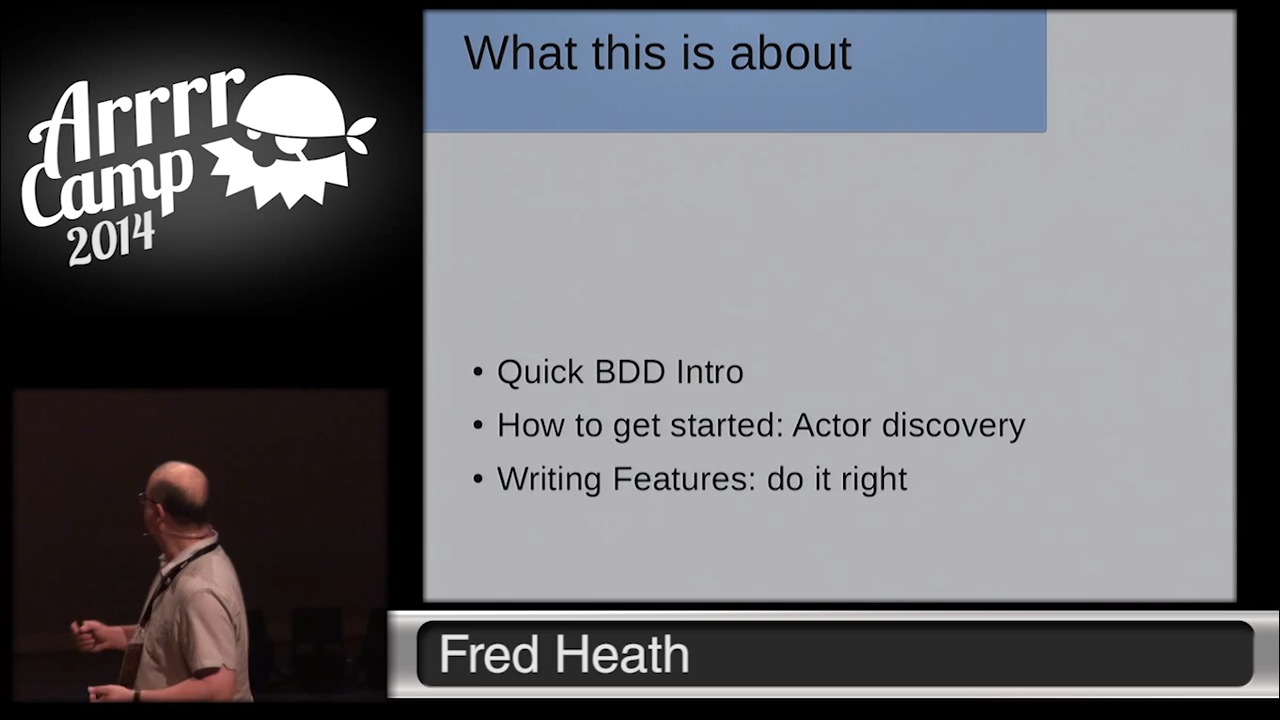 Arrrr
Camp
2014
What this is about
• Quick BDD Intro
• How to get started: Actor discovery
• Writing Features: do it right
Fred Heath